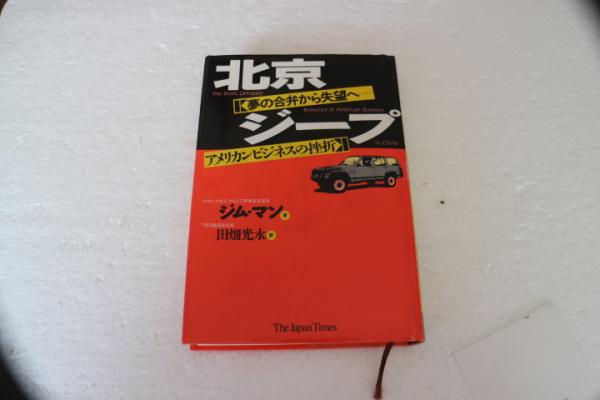 北京
The Short, Unhappy
夢の合弁から失望へ
Romance of American Business
ジープ
in China
アメリカンビジネスの挫折
ジム・マン 著
田畑光永 訳
The Japan Times